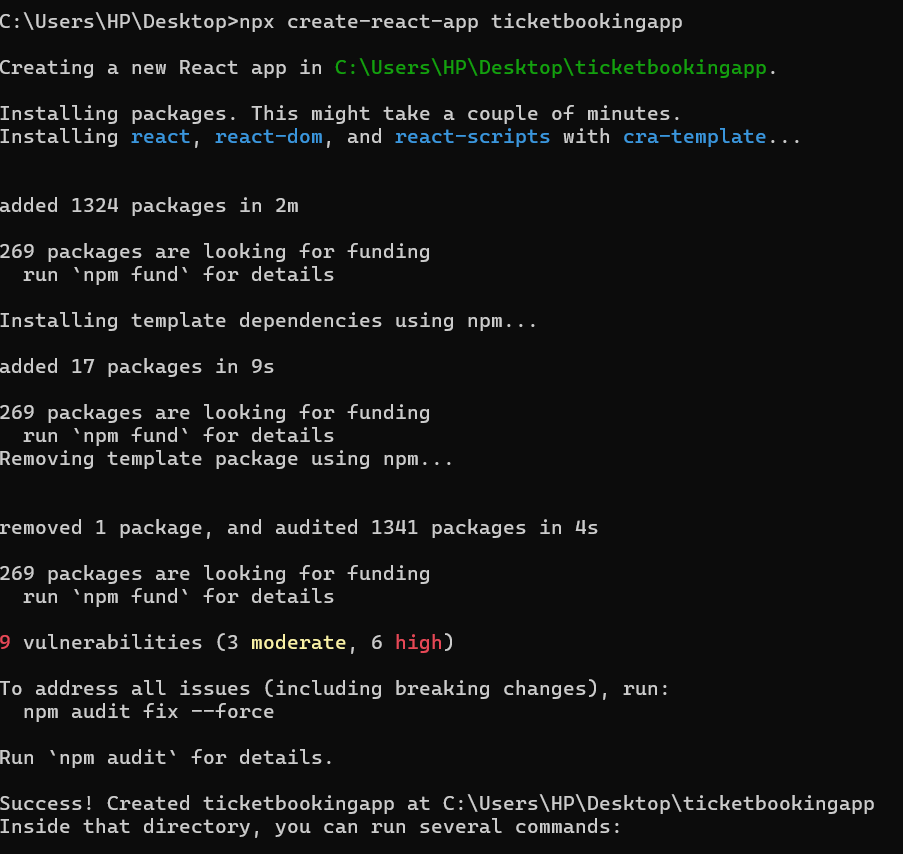 C:\Users\HP\Desktop>npx create-react-app ticketbookingapp
Creating a new React app in C:\Users\HP\Desktop\ticketbookingapp.
Installing packages. This might take a couple of minutes.
Installing react, react-dom, and react-scripts with cra-template...
added 1324 packages in 2m
269 packages are looking for funding
  run `npm fund` for details
Installing template dependencies using npm...
added 17 packages in 9s
269 packages are looking for funding
  run `npm fund` for details
Removing template package using npm...
removed 1 package, and audited 1341 packages in 4s
269 packages are looking for funding
  run `npm fund` for details
9 vulnerabilities (3 moderate, 6 high)
To address all issues (including breaking changes), run:
  npm audit fix --force
Run `npm audit` for details.
Success! Created ticketbookingapp at C:\Users\HP\Desktop\ticketbookingapp
Inside that directory, you can run several commands: